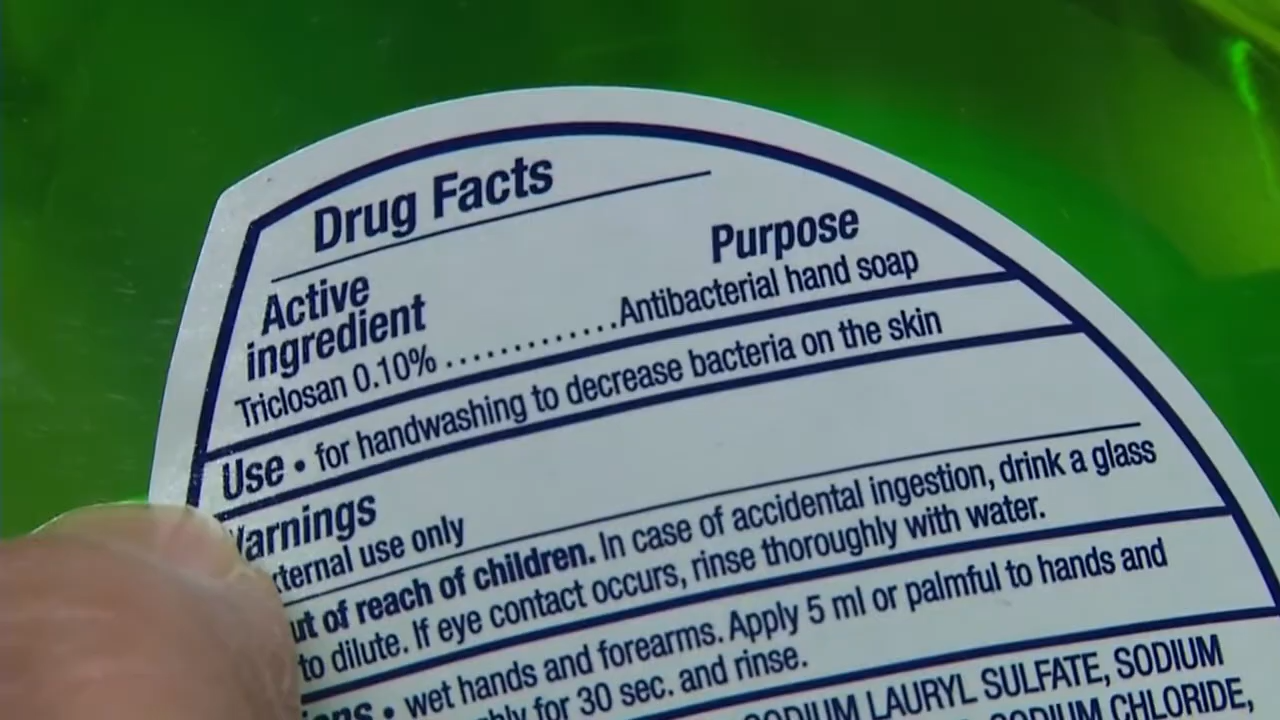 Drug Facts
Active
ingredient
Purpose
Triclosan 0.10% ............Antibacterial hand soap
Use • for handwashing to decrease bacteria on the skin
arnings
ternal use only
ut of reach of children. In case of accidental ingestion, drink a glass
to dilute. If eye contact occurs, rinse thoroughly with water.
• wet hands and forearms. Apply 5 ml or palmful to hands and
for 30 sec. and rinse.
LAURYL SULFATE, SODIUM
SODIUM CHLORIDE,